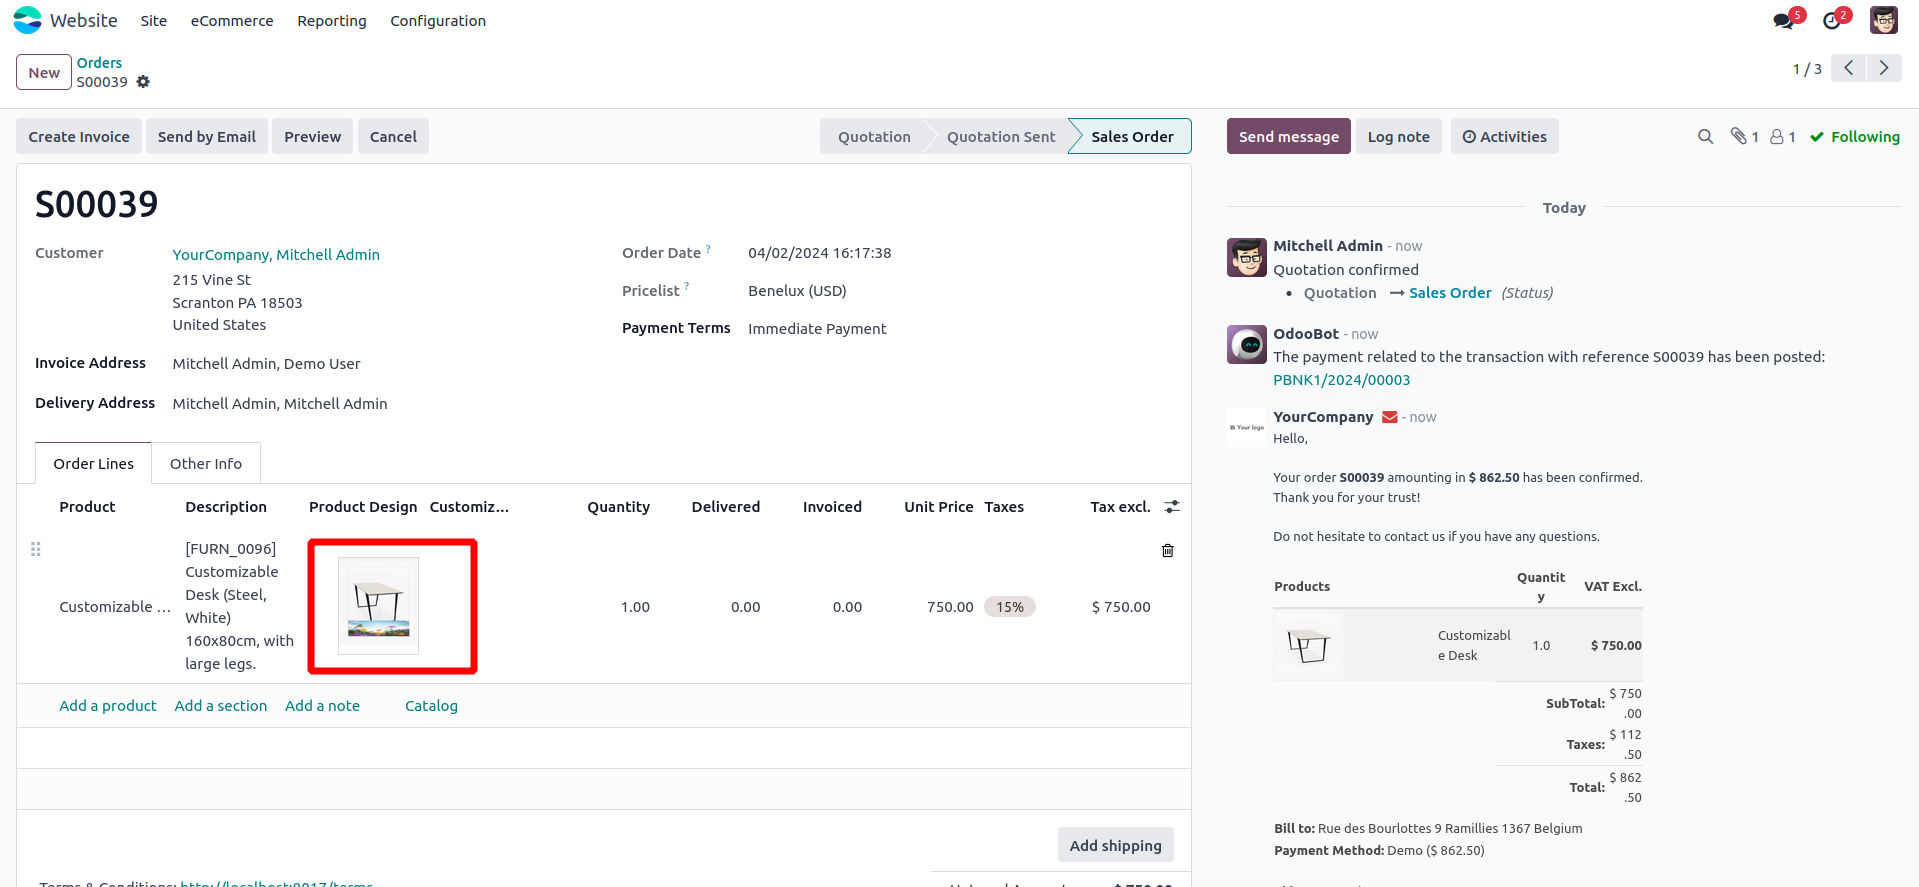 Website Site eCommerce Reporting Configuration 5 2
New Orders
S00039
1 / 3
Create Invoice Send by Email Preview Cancel Quotation Quotation Sent Sales Order
S00039
Customer YourCompany, Mitchell Admin
215 Vine St
Scranton PA 18503
United States
Order Date ? 04/02/2024 16:17:38
Pricelist ? Benelux (USD)
Payment Terms Immediate Payment
Invoice Address Mitchell Admin, Demo User
Delivery Address Mitchell Admin, Mitchell Admin
Order Lines Other Info
Product Description Product Design Customiz... Quantity Delivered Invoiced Unit Price Taxes Tax excl.
Customizable ...
[FURN_0096]
Customizable
Desk (Steel,
White)
160x80cm, with
large legs.
1.00 0.00 0.00 750.00 15% $ 750.00
Add a product Add a section Add a note Catalog
Add shipping
Send message Log note Activities 1 1 Following
Today
Mitchell Admin - now
Quotation confirmed
• Quotation → Sales Order (Status)
OdooBot - now
The payment related to the transaction with reference S00039 has been posted:
PBNK1/2024/00003
Your logo
YourCompany - now
Hello,
Your order S00039 amounting in $ 862.50 has been confirmed.
Thank you for your trust!
Do not hesitate to contact us if you have any questions.
Products Quantit
y VAT Excl.
Customizabl
e Desk 1.0 $ 750.00
SubTotal: $ 750
.00
Taxes: $ 112
.50
Total: $ 862
.50
Bill to: Rue des Bourlottes 9 Ramillies 1367 Belgium
Payment Method: Demo ($ 862.50)